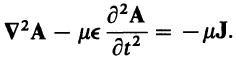 ∇²A − μϵ ∂²A/∂t² = −μJ.